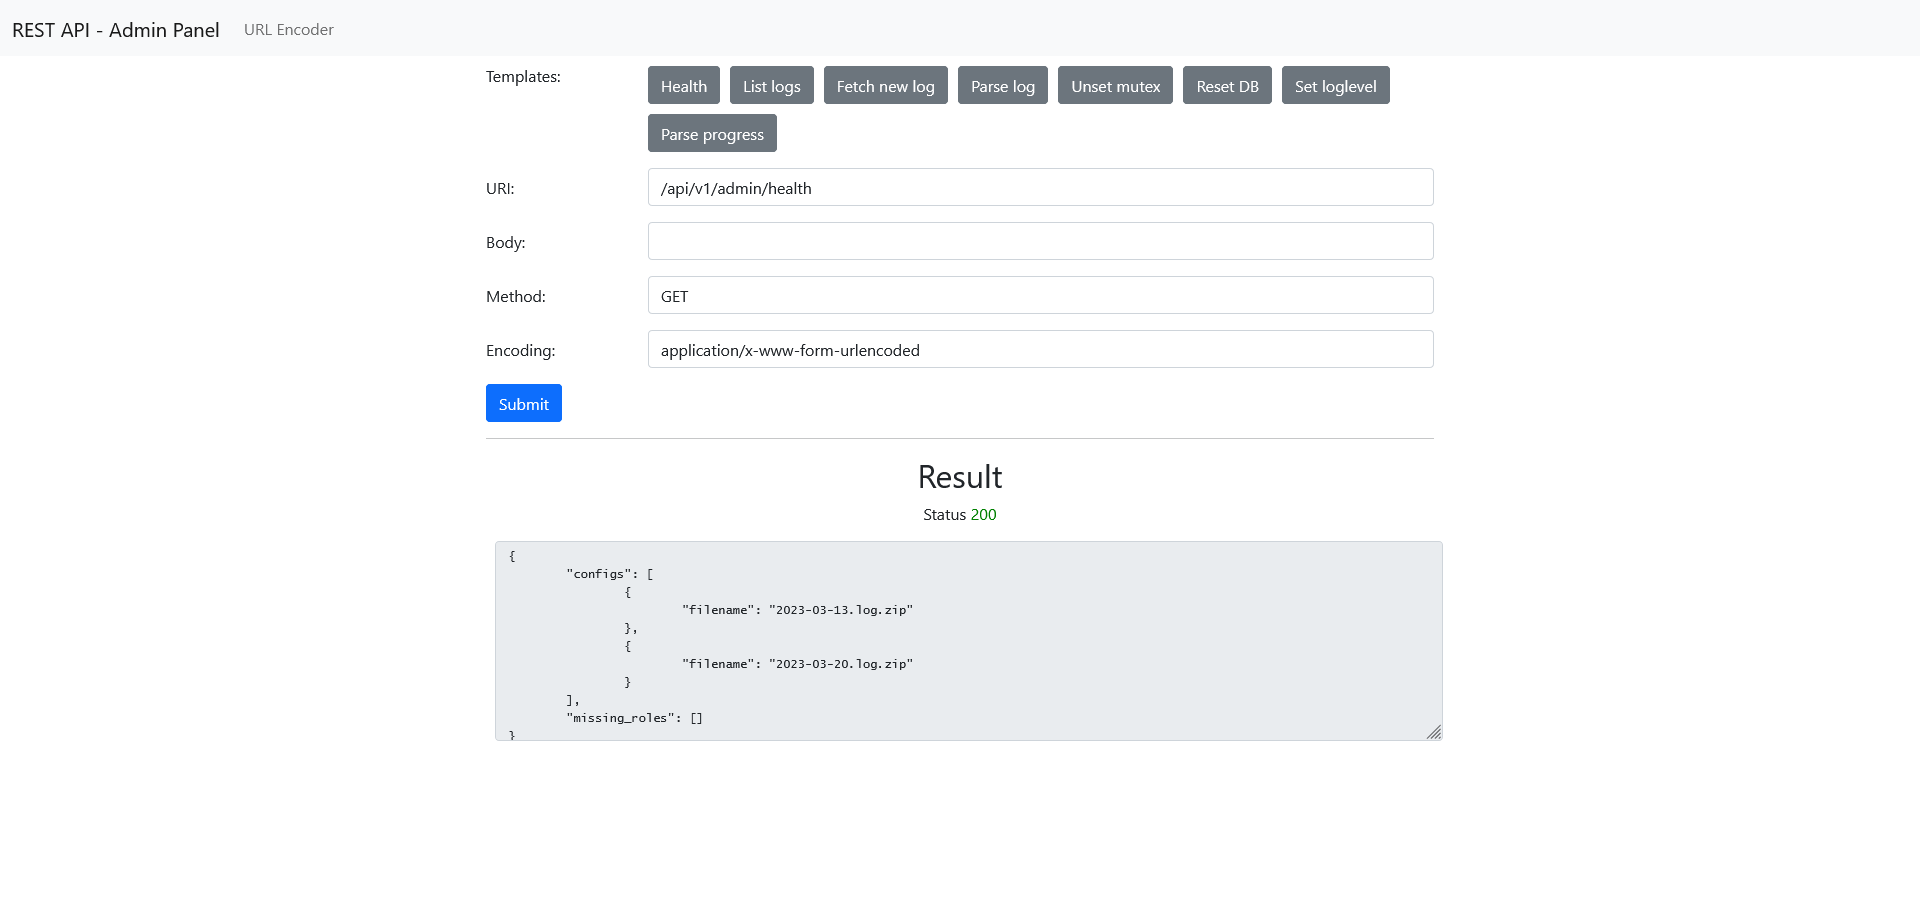 REST API - Admin Panel URL Encoder
Templates:
Health List logs Fetch new log Parse log Unset mutex Reset DB Set loglevel
Parse progress
URI: /api/v1/admin/health
Body:
Method: GET
Encoding: application/x-www-form-urlencoded
Submit
Result
Status 200
{
"configs": [
{
"filename": "2023-03-13.log.zip"
},
{
"filename": "2023-03-20.log.zip"
}
],
"missing_roles": []
}